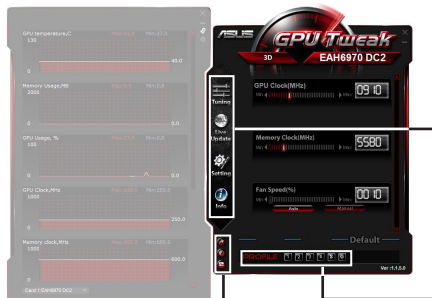 GPU temperature,C
130
0
40.0
Memory Usage,MB
2000
0
0.0
GPU Usage, %
100
0
0.0
GPU Clock,MHz
1000
250.0
Memory clock,MHz
1000
600.0
Card 1:EAH6970 DC2
ASUS
GPU Tweak
3D
EAH6970 DC2
Tuning
Live
Update
Setting
Info
GPU Clock(MHz)
Min
Max
0910
Memory Clock(MHz)
Min
Max
5580
Fan Speed(%)
Min
Max
0010
Auto
Manual
Default
PROFILE 1 2 3 4 5 6
Ver :1.1.5.0